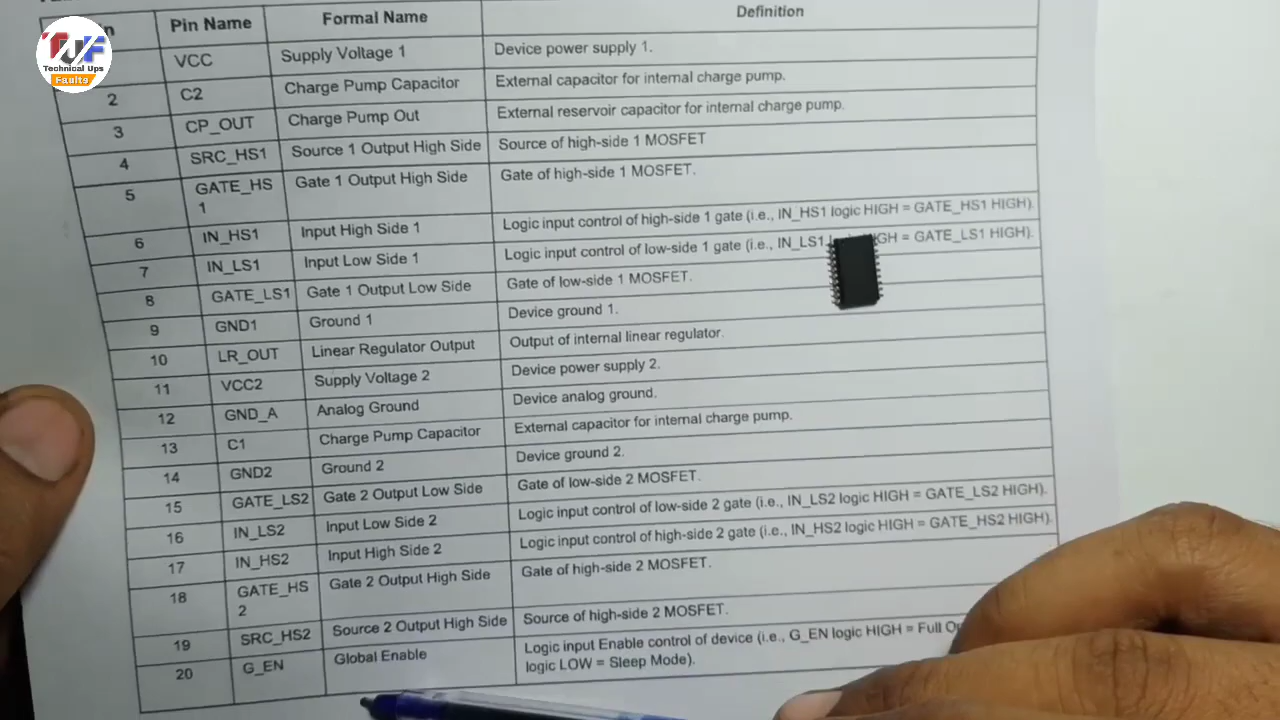 TUF
Technical Ups
Faults
Pin Name Formal Name Definition
VCC Supply Voltage 1 Device power supply 1.
2 C2 Charge Pump Capacitor External capacitor for internal charge pump.
3 CP_OUT Charge Pump Out External reservoir capacitor for internal charge pump.
4 SRC_HS1 Source 1 Output High Side Source of high-side 1 MOSFET
5 GATE_HS Gate 1 Output High Side Gate of high-side 1 MOSFET.
1
6 IN_HS1 Input High Side 1 Logic input control of high-side 1 gate (i.e., IN_HS1 logic HIGH = GATE_HS1 HIGH).
7 IN_LS1 Input Low Side 1 Logic input control of low-side 1 gate (i.e., IN_LS1 = GATE_LS1 HIGH).
8 GATE_LS1 Gate 1 Output Low Side Gate of low-side 1 MOSFET.
9 GND1 Ground 1 Device ground 1.
10 LR_OUT Linear Regulator Output Output of internal linear regulator.
11 VCC2 Supply Voltage 2 Device power supply 2.
12 GND_A Analog Ground Device analog ground.
13 C1 Charge Pump Capacitor External capacitor for internal charge pump.
14 GND2 Ground 2 Device ground 2.
15 GATE_LS2 Gate 2 Output Low Side Gate of low-side 2 MOSFET.
16 IN_LS2 Input Low Side 2 Logic input control of low-side 2 gate (i.e., IN_LS2 logic HIGH = GATE_LS2 HIGH).
17 IN_HS2 Input High Side 2 Logic input control of high-side 2 gate (i.e., IN_HS2 logic HIGH = GATE_HS2 HIGH).
18 GATE_HS Gate 2 Output High Side Gate of high-side 2 MOSFET.
2
19 SRC_HS2 Source 2 Output High Side Source of high-side 2 MOSFET.
20 G_EN Global Enable Logic input Enable control of device (i.e., G_EN logic HIGH = Full
logic LOW = Sleep Mode).